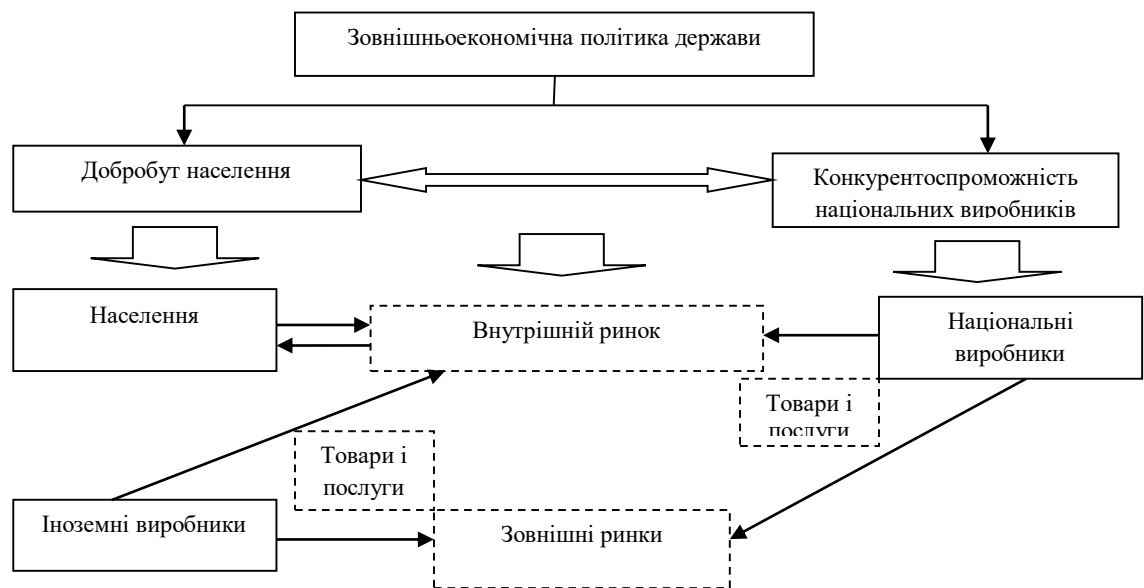 Зовнішньоекономічна політика держави
Добробут населення
Конкурентоспроможність
національних виробників
Населення
Внутрішній ринок
Національні
виробники
Товари і
послуги
Товари і
послуги
Іноземні виробники
Зовнішні ринки